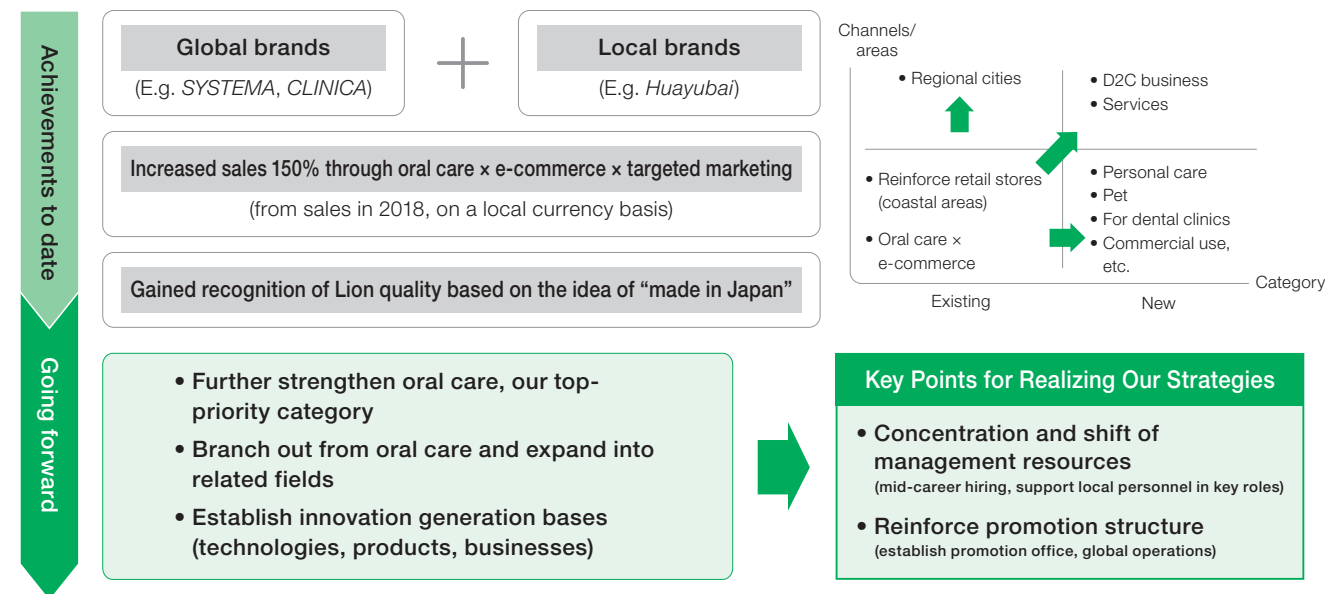 Achievements to date
Global brands
(E.g. SYSTEMA, CLINICA)
Local brands
(E.g. Huayubai)
Increased sales 150% through oral care × e-commerce × targeted marketing
(from sales in 2018, on a local currency basis)
Gained recognition of Lion quality based on the idea of “made in Japan”
Channels/
areas
• Regional cities
• D2C business
• Services
• Reinforce retail stores
(coastal areas)
• Oral care ×
e-commerce
• Personal care
• Pet
• For dental clinics
• Commercial use,
etc.
Category
Existing
New
Going forward
• Further strengthen oral care, our top-
priority category
• Branch out from oral care and expand into
related fields
• Establish innovation generation bases
(technologies, products, businesses)
Key Points for Realizing Our Strategies
• Concentration and shift of
management resources
(mid-career hiring, support local personnel in key roles)
• Reinforce promotion structure
(establish promotion office, global operations)